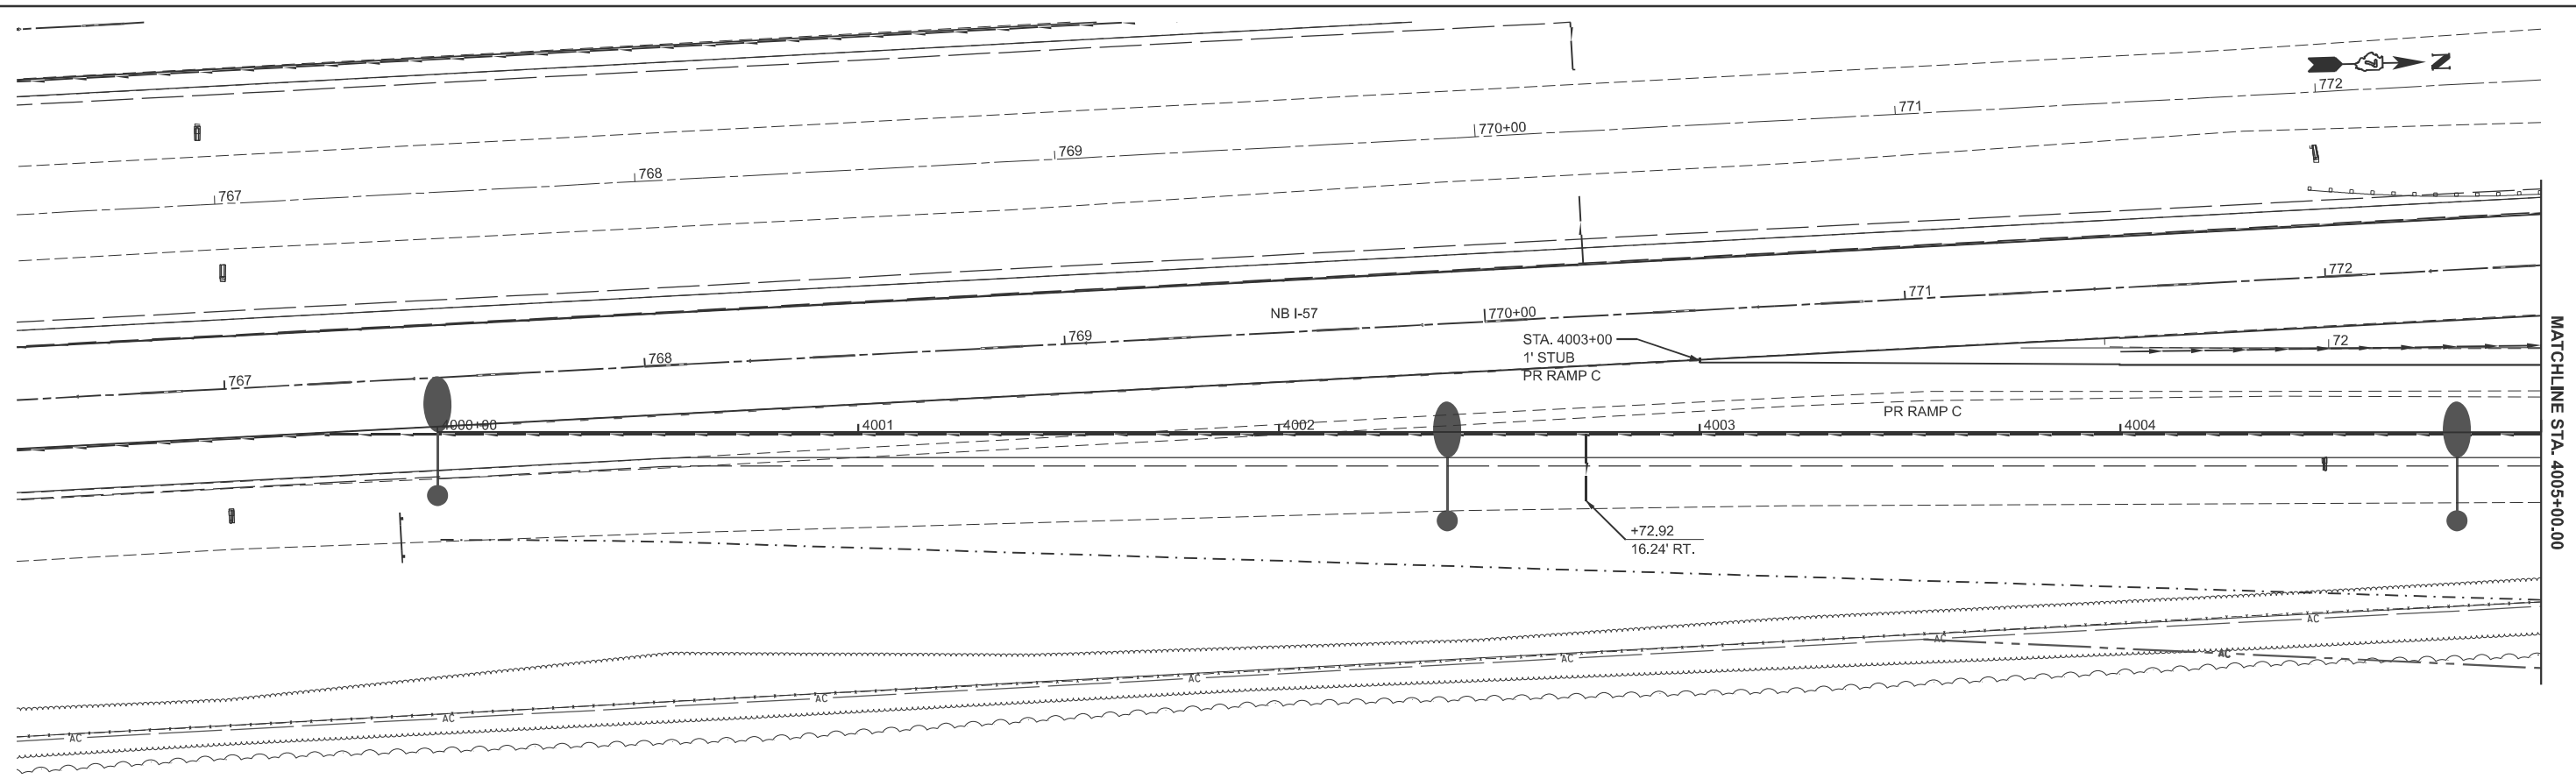 N
772
771
770+00
769
768
767
772
771
NB I-57
770+00
769
768
767
STA. 4003+00
1' STUB
PR RAMP C
72
PR RAMP C
4000+00
4001
4002
4003
4004
+72.92
16.24' RT.
MATCHLINE STA. 4005+00.00
AC
AC
AC
AC
AC
AC
AC
AC